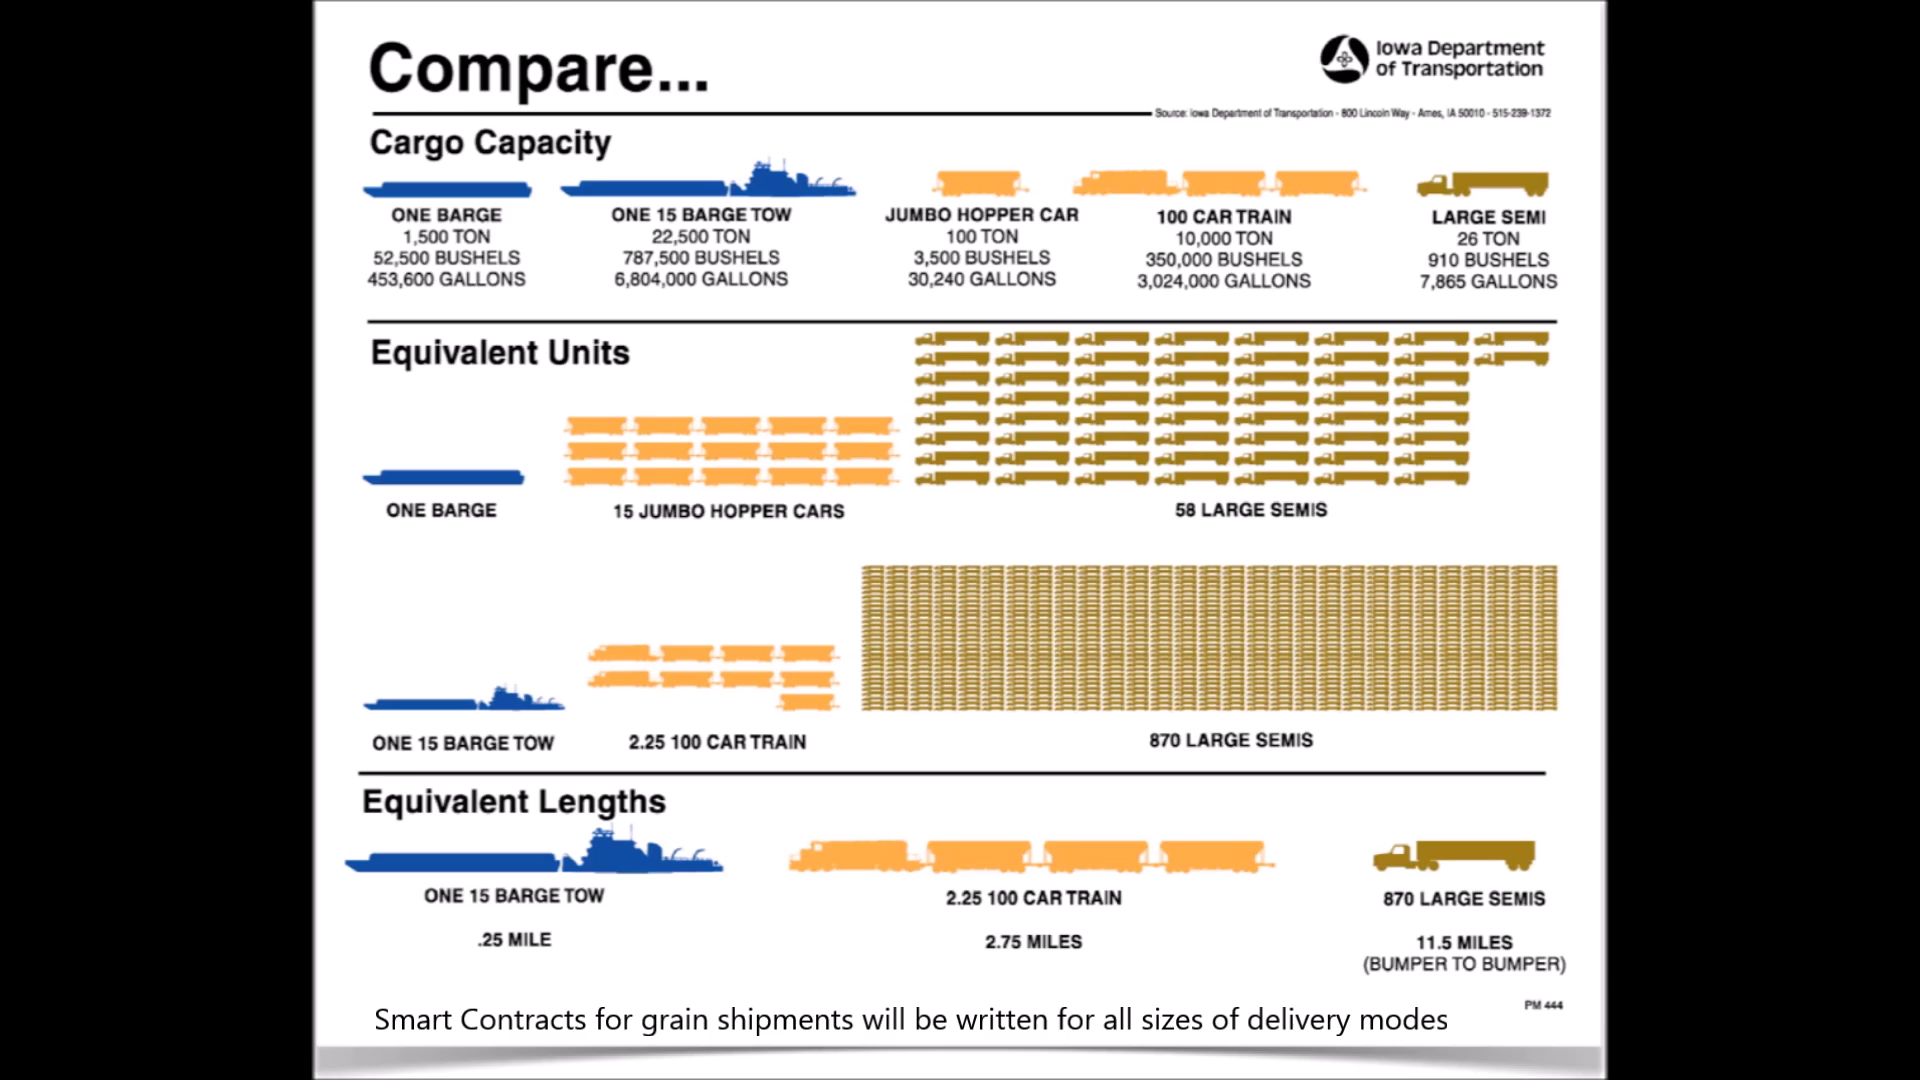 Compare...
Iowa Department
of Transportation
Source: Iowa Department of Transportation - 800 Lincoln Way - Ames, IA 50010 - 515-239-1372
Cargo Capacity
ONE BARGE
1,500 TON
52,500 BUSHELS
453,600 GALLONS
ONE 15 BARGE TOW
22,500 TON
787,500 BUSHELS
6,804,000 GALLONS
JUMBO HOPPER CAR
100 TON
3,500 BUSHELS
30,240 GALLONS
100 CAR TRAIN
10,000 TON
350,000 BUSHELS
3,024,000 GALLONS
LARGE SEMI
26 TON
910 BUSHELS
7,865 GALLONS
Equivalent Units
ONE BARGE
15 JUMBO HOPPER CARS
58 LARGE SEMIS
ONE 15 BARGE TOW
2.25 100 CAR TRAIN
870 LARGE SEMIS
Equivalent Lengths
ONE 15 BARGE TOW
.25 MILE
2.25 100 CAR TRAIN
2.75 MILES
870 LARGE SEMIS
11.5 MILES
(BUMPER TO BUMPER)
PM 444
Smart Contracts for grain shipments will be written for all sizes of delivery modes